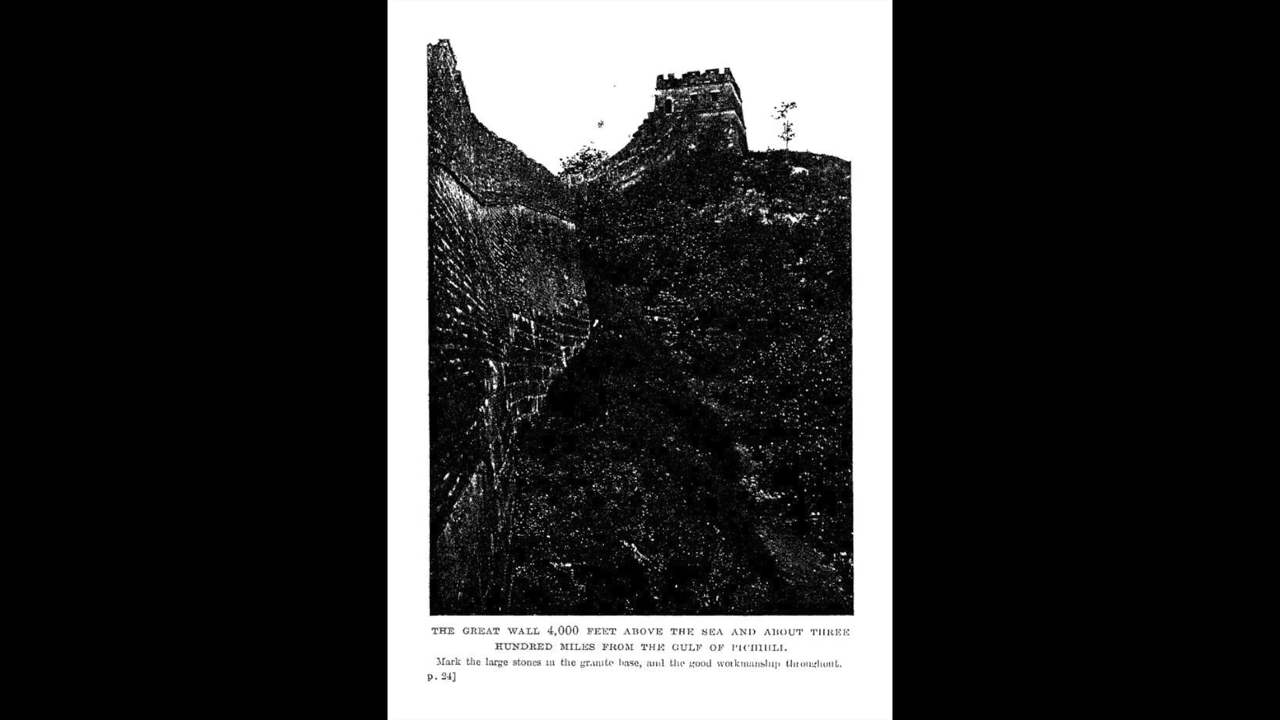 THE GREAT WALL 4,000 FEET ABOVE THE SEA AND ABOUT THREE
HUNDRED MILES FROM THE GULF OF PICHIHLI.
Mark the large stones in the granite base, and the good workmanship throughout.
p. 24]